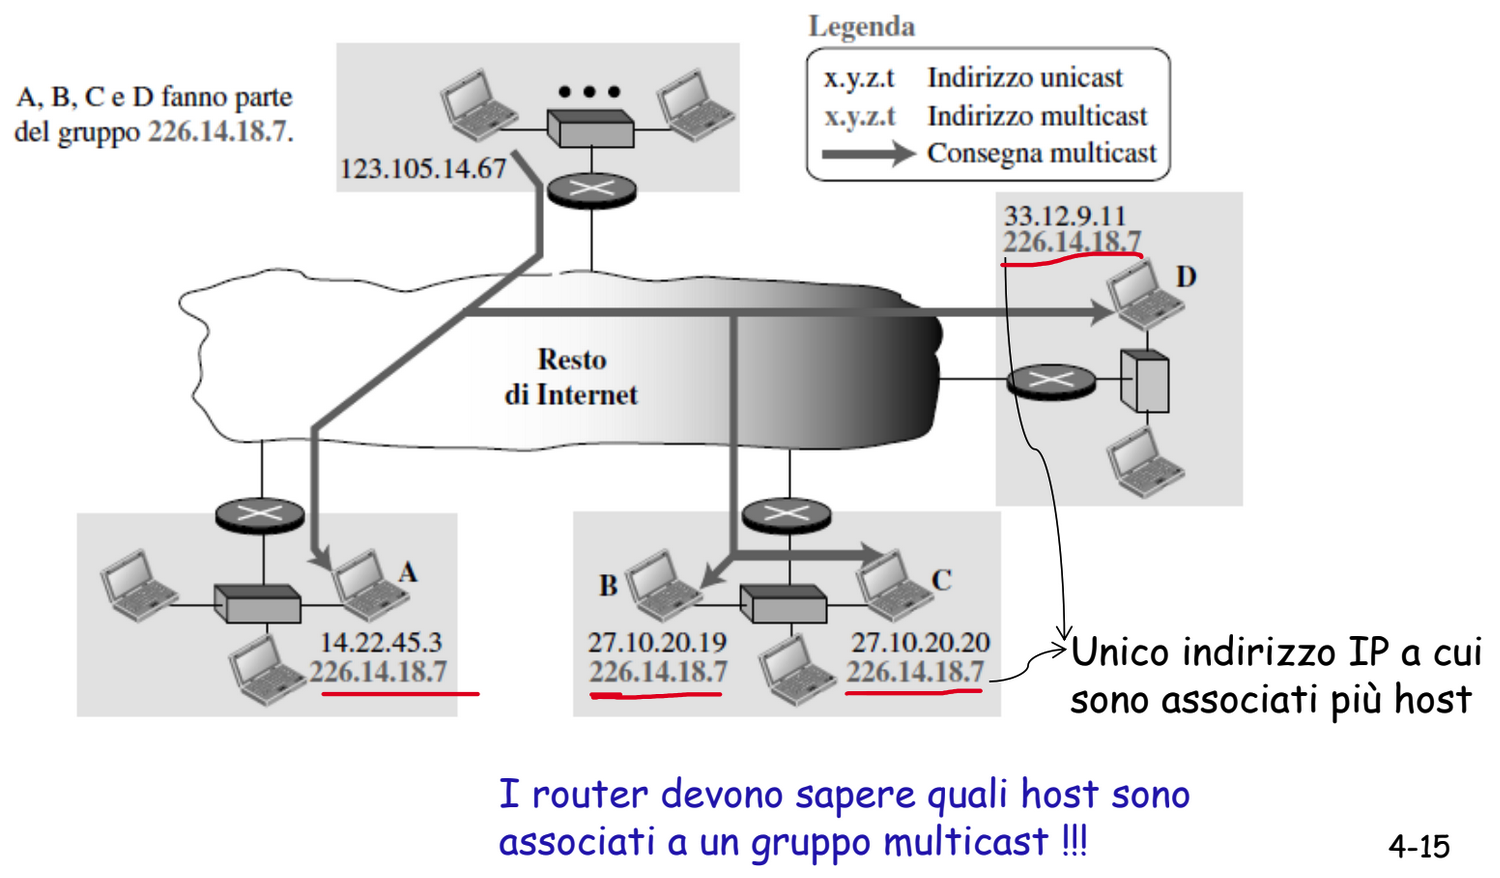 Legenda
x.y.z.t Indirizzo unicast
x.y.z.t Indirizzo multicast
Consegna multicast
A, B, C e D fanno parte
del gruppo 226.14.18.7.
123.105.14.67
33.12.9.11
226.14.18.7
D
Resto
di Internet
A
14.22.45.3
226.14.18.7
B
27.10.20.19
226.14.18.7
C
27.10.20.20
226.14.18.7
Unico indirizzo IP a cui
sono associati più host
I router devono sapere quali host sono
associati a un gruppo multicast !!!
4-15